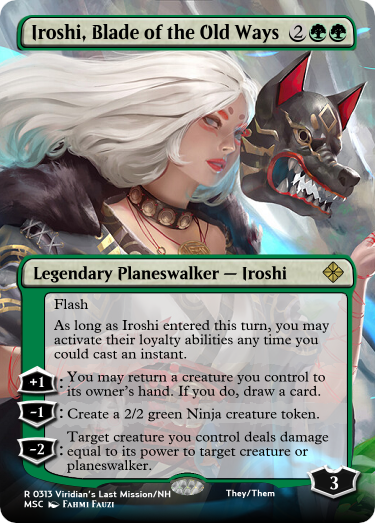 Iroshi, Blade of the Old Ways 2
Legendary Planeswalker — Iroshi
Flash
As long as Iroshi entered this turn, you may
activate their loyalty abilities any time you
could cast an instant.
+1: You may return a creature you control to
its owner's hand. If you do, draw a card.
-1: Create a 2/2 green Ninja creature token.
-2: Target creature you control deals damage
equal to its power to target creature or
planeswalker.
3
R 0313 Viridian's Last Mission/NH They/Them
MSC Fahmi Fauzi